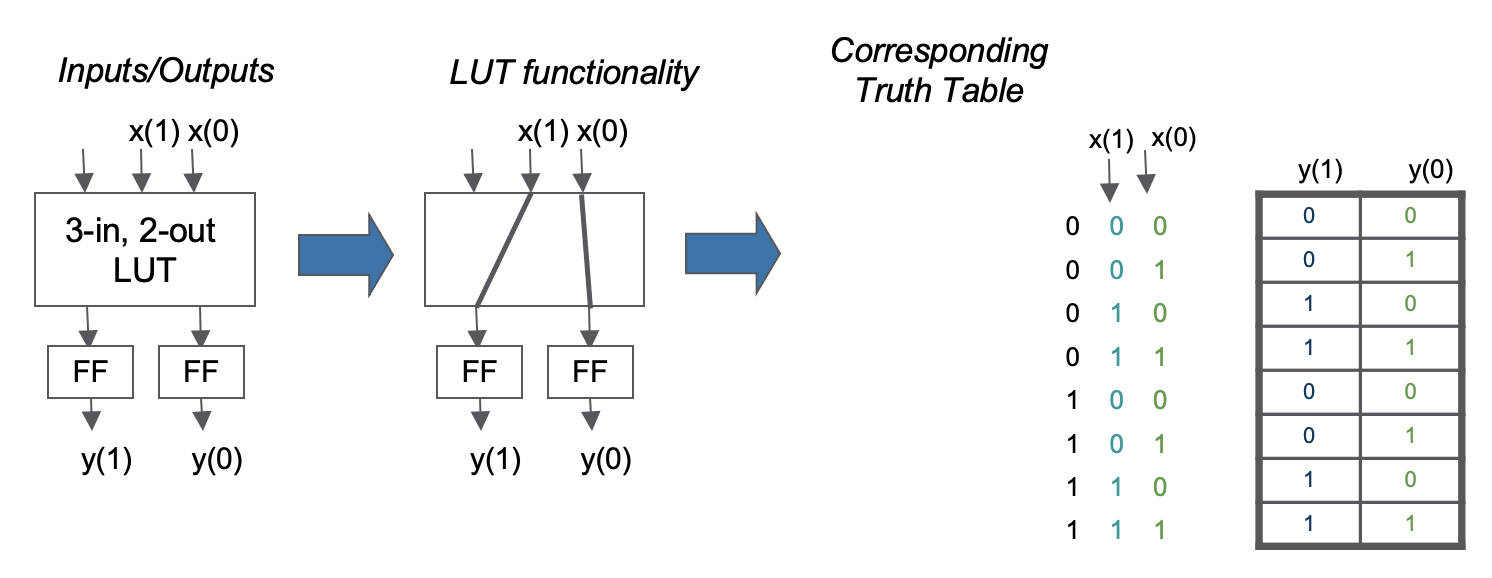 Inputs/Outputs
x(1) x(0)
3-in, 2-out
LUT
FF FF
y(1) y(0)
LUT functionality
x(1) x(0)
FF FF
y(1) y(0)
Corresponding
Truth Table
x(1) x(0) y(1) y(0)
0 0 0 0 0
0 0 1 0 1
0 1 0 1 0
0 1 1 1 1
1 0 0 0 0
1 0 1 0 1
1 1 0 1 0
1 1 1 1 1